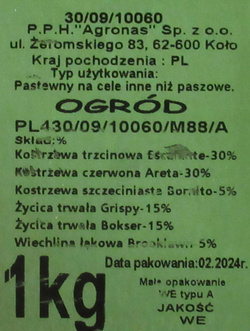 30/09/10060
P.P.H."Agronas" Sp. z o.o.
ul. Żeromskiego 83, 62-600 Koło
Kraj pochodzenia : PL
Typ użytkowania:
Pastewny na cele inne niż paszowe.
OGRÓD
PL430/09/10060/M88/A
Skład:%
Kostrzewa trzcinowa Escalante-30%
Kostrzewa czerwona Areta-30%
Kostrzewa szczeciniasta Bornito-5%
Życica trwała Grispy-15%
Życica trwała Bokser-15%
Wiechlina łąkowa Brooklawn 5%
1kg
Data pakowania:02.2024r.
Małe opakowanie
WE typu A
JAKOŚĆ
WE